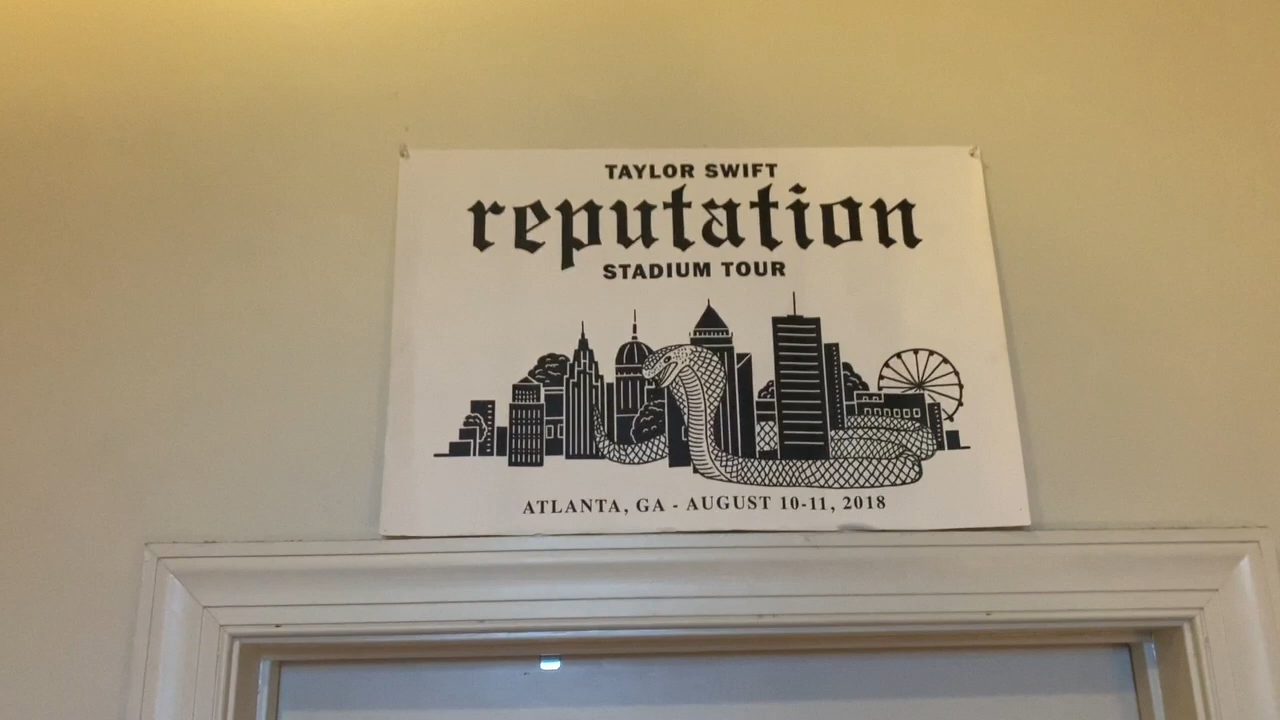 TAYLOR SWIFT
reputation
STADIUM TOUR
ATLANTA, GA - AUGUST 10-11, 2018